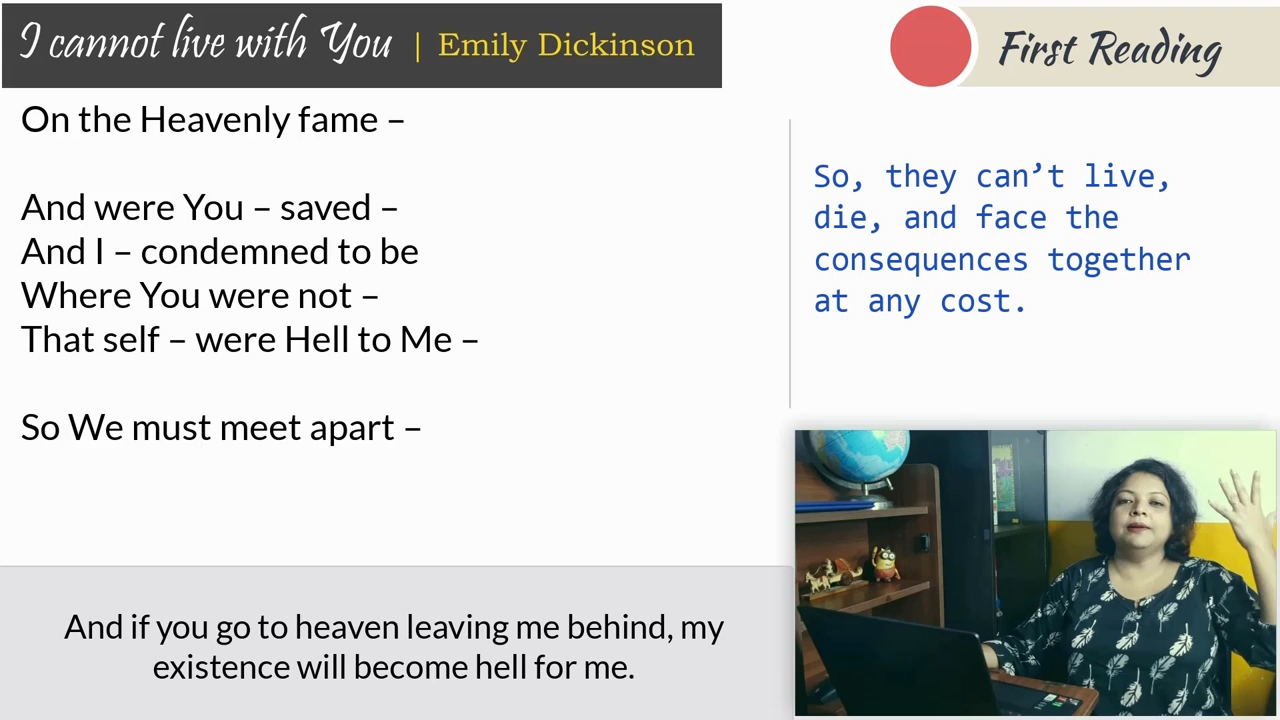 I cannot live with You | Emily Dickinson
First Reading
On the Heavenly fame –
And were You – saved –
And I – condemned to be
Where You were not –
That self – were Hell to Me –
So We must meet apart –
So, they can’t live,
die, and face the
consequences together
at any cost.
And if you go to heaven leaving me behind, my
existence will become hell for me.